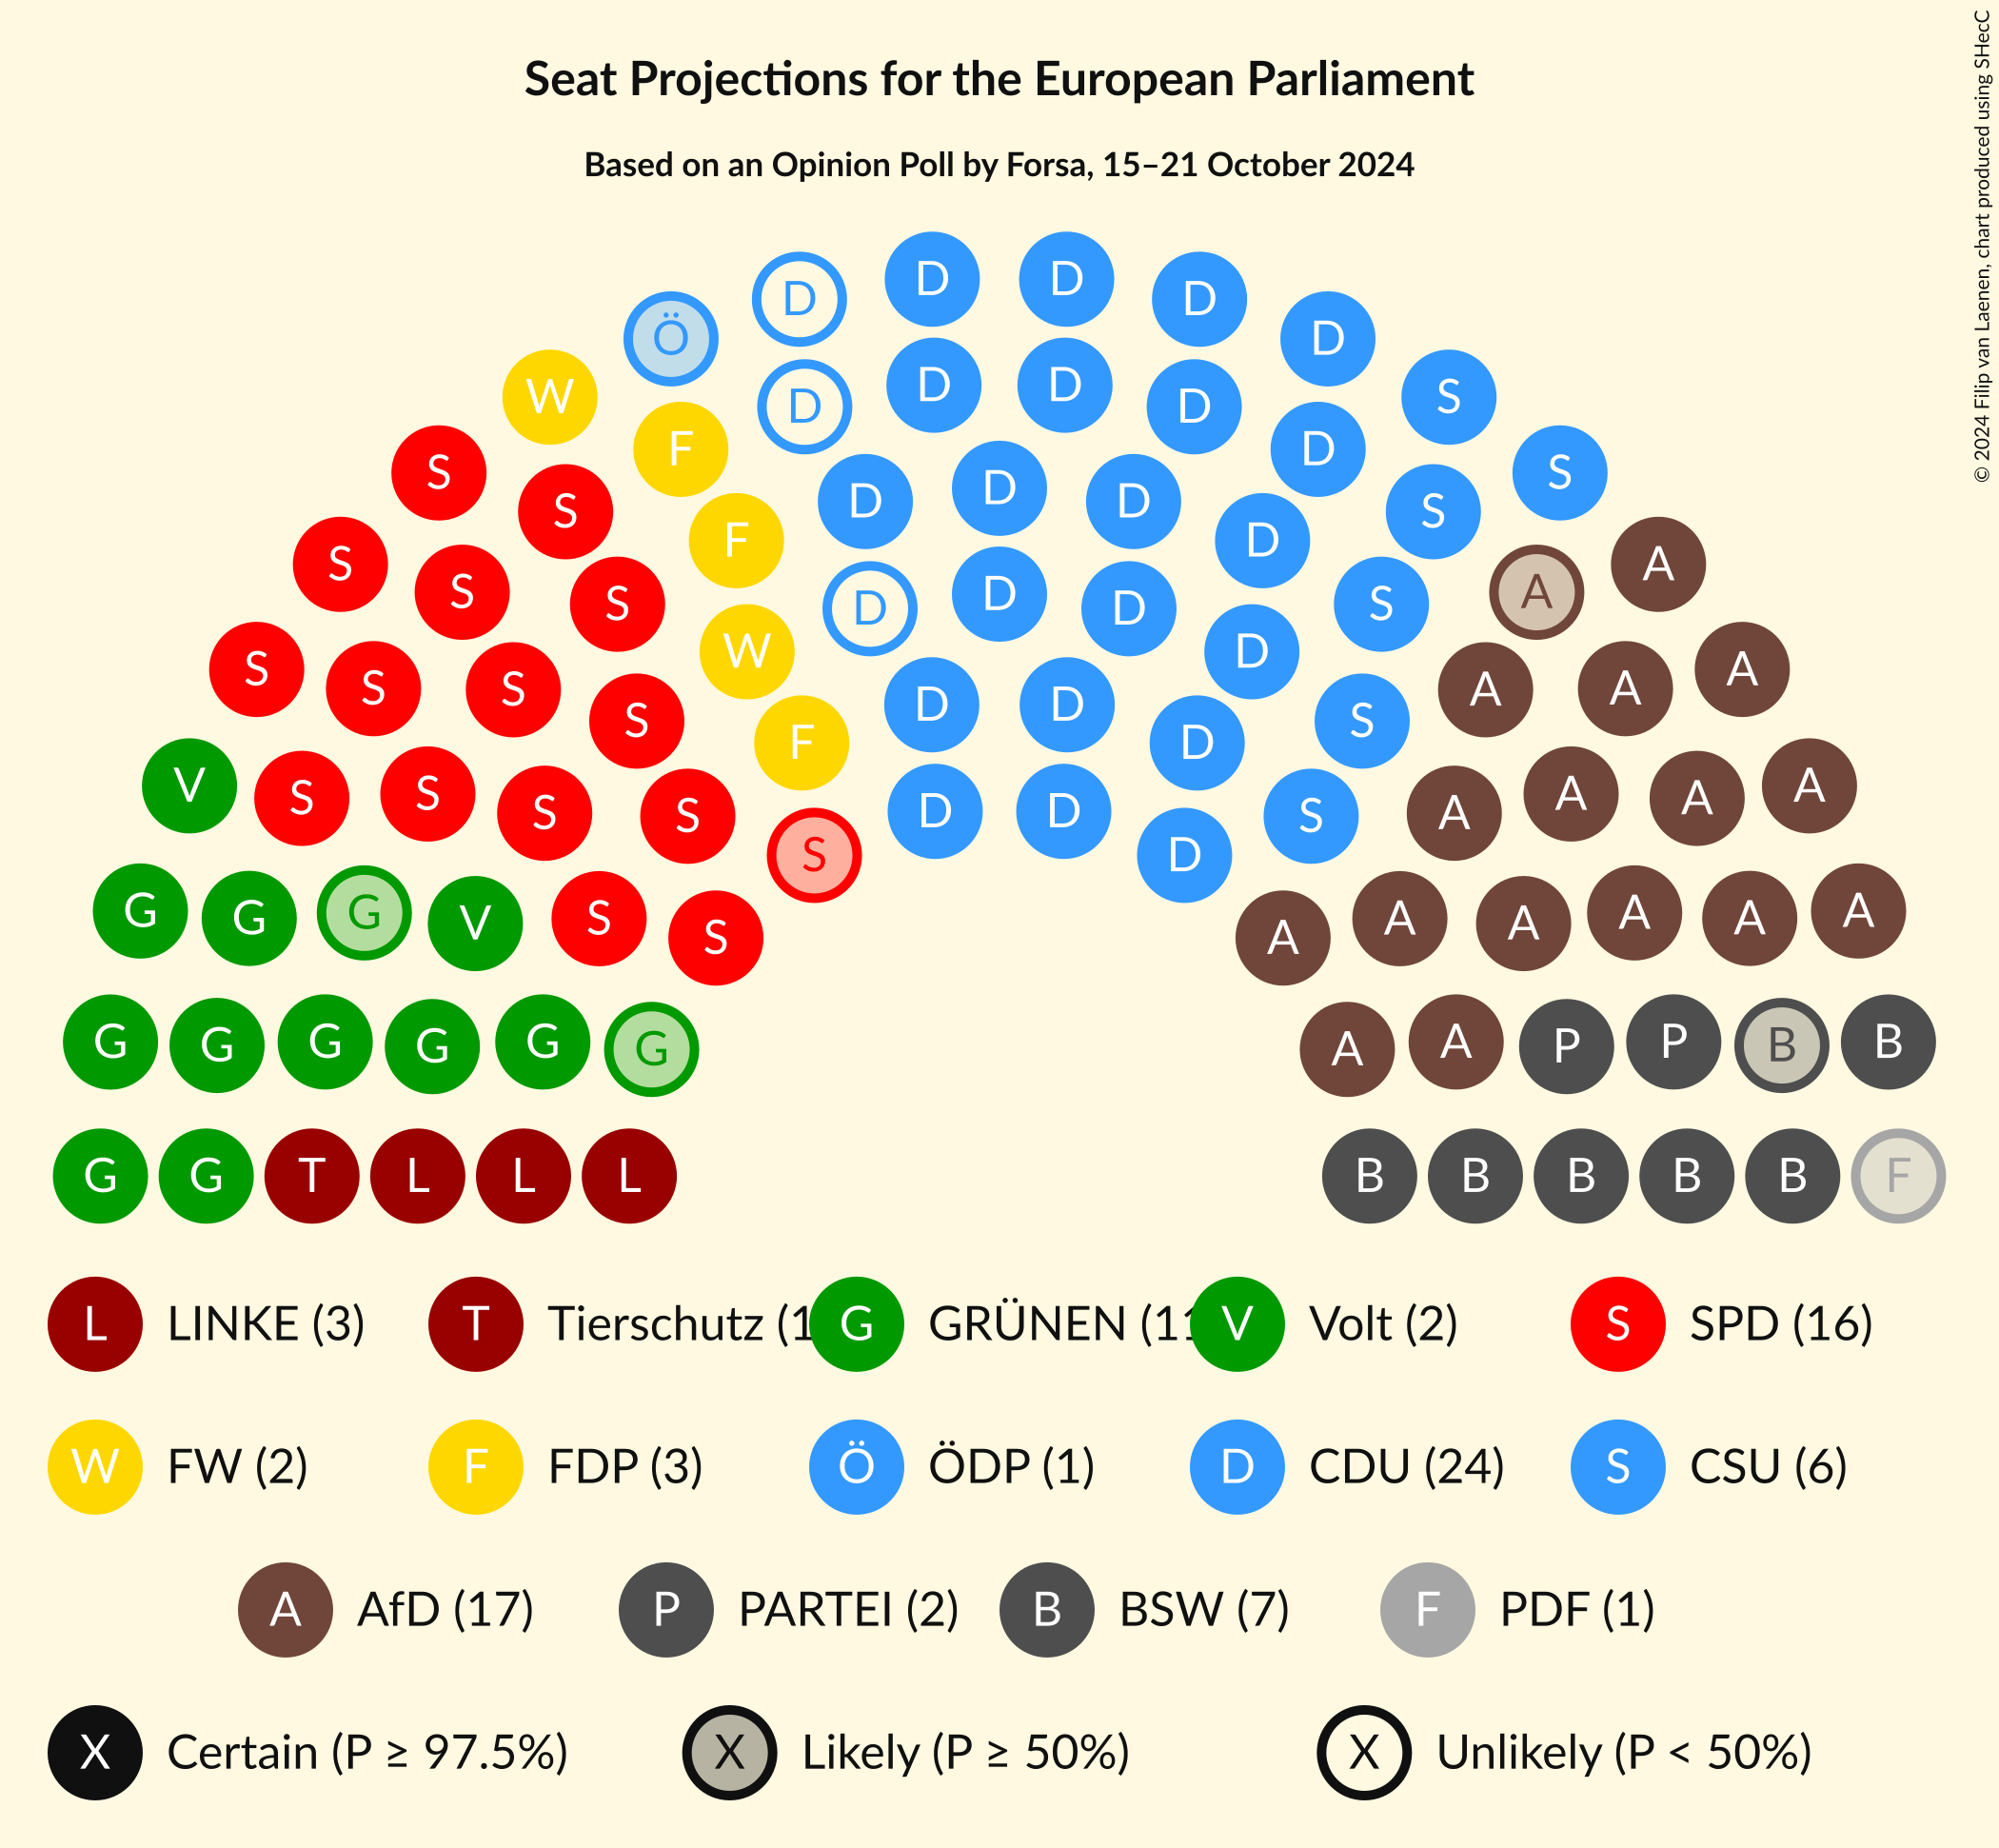 Seat Projections for the European Parliament
Based on an Opinion Poll by Forsa, 15–21 October 2024
© 2024 Filip van Laenen, chart produced using SHecC
D D D D
Ö D D
D D D D
W S
F D
S S S
D D D
S F D S
S S A A
D D D
S S W D S
S S S A A A
S D D D S
V S S A A A A
S S F D D S A
S D
G G G V S S A A A A A A
G G G G G G A A P P B B
G G T L L L B B B B B F
L LINKE (3) T Tierschutz (1 G GRÜNEN (11 V Volt (2) S SPD (16)
W FW (2) F FDP (3) Ö ÖDP (1) D CDU (24) S CSU (6)
A AfD (17) P PARTEI (2) B BSW (7) F PDF (1)
X Certain (P ≥ 97.5%) X Likely (P ≥ 50%) X Unlikely (P < 50%)